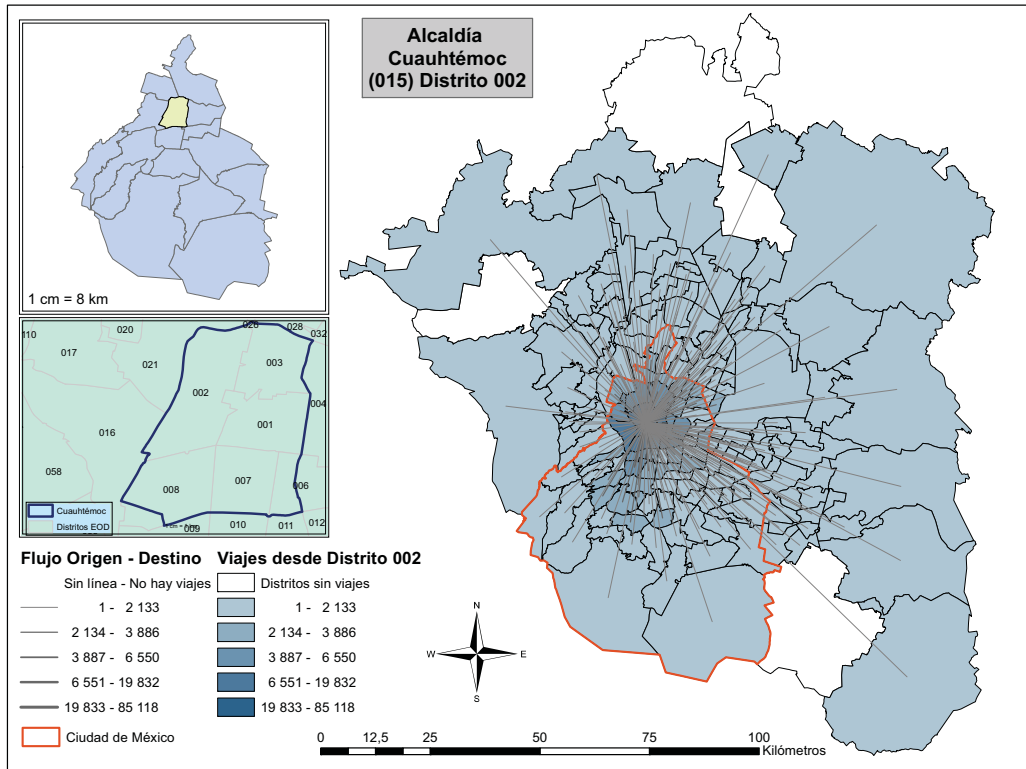 Alcaldía
Cuauhtémoc
(015) Distrito 002
1 cm = 8 km
110
020
017
021
026
028
032
003
002
004
001
016
058
008
007
006
009
010
011
012
Cuauhtémoc
Distritos EOD
Flujo Origen - Destino
Sin línea - No hay viajes
1 - 2 133
2 134 - 3 886
3 887 - 6 550
6 551 - 19 832
19 833 - 85 118
Ciudad de México
Viajes desde Distrito 002
Distritos sin viajes
1 - 2 133
2 134 - 3 886
3 887 - 6 550
6 551 - 19 832
19 833 - 85 118
N
W
E
S
0 12,5 25 50 75 100
Kilómetros